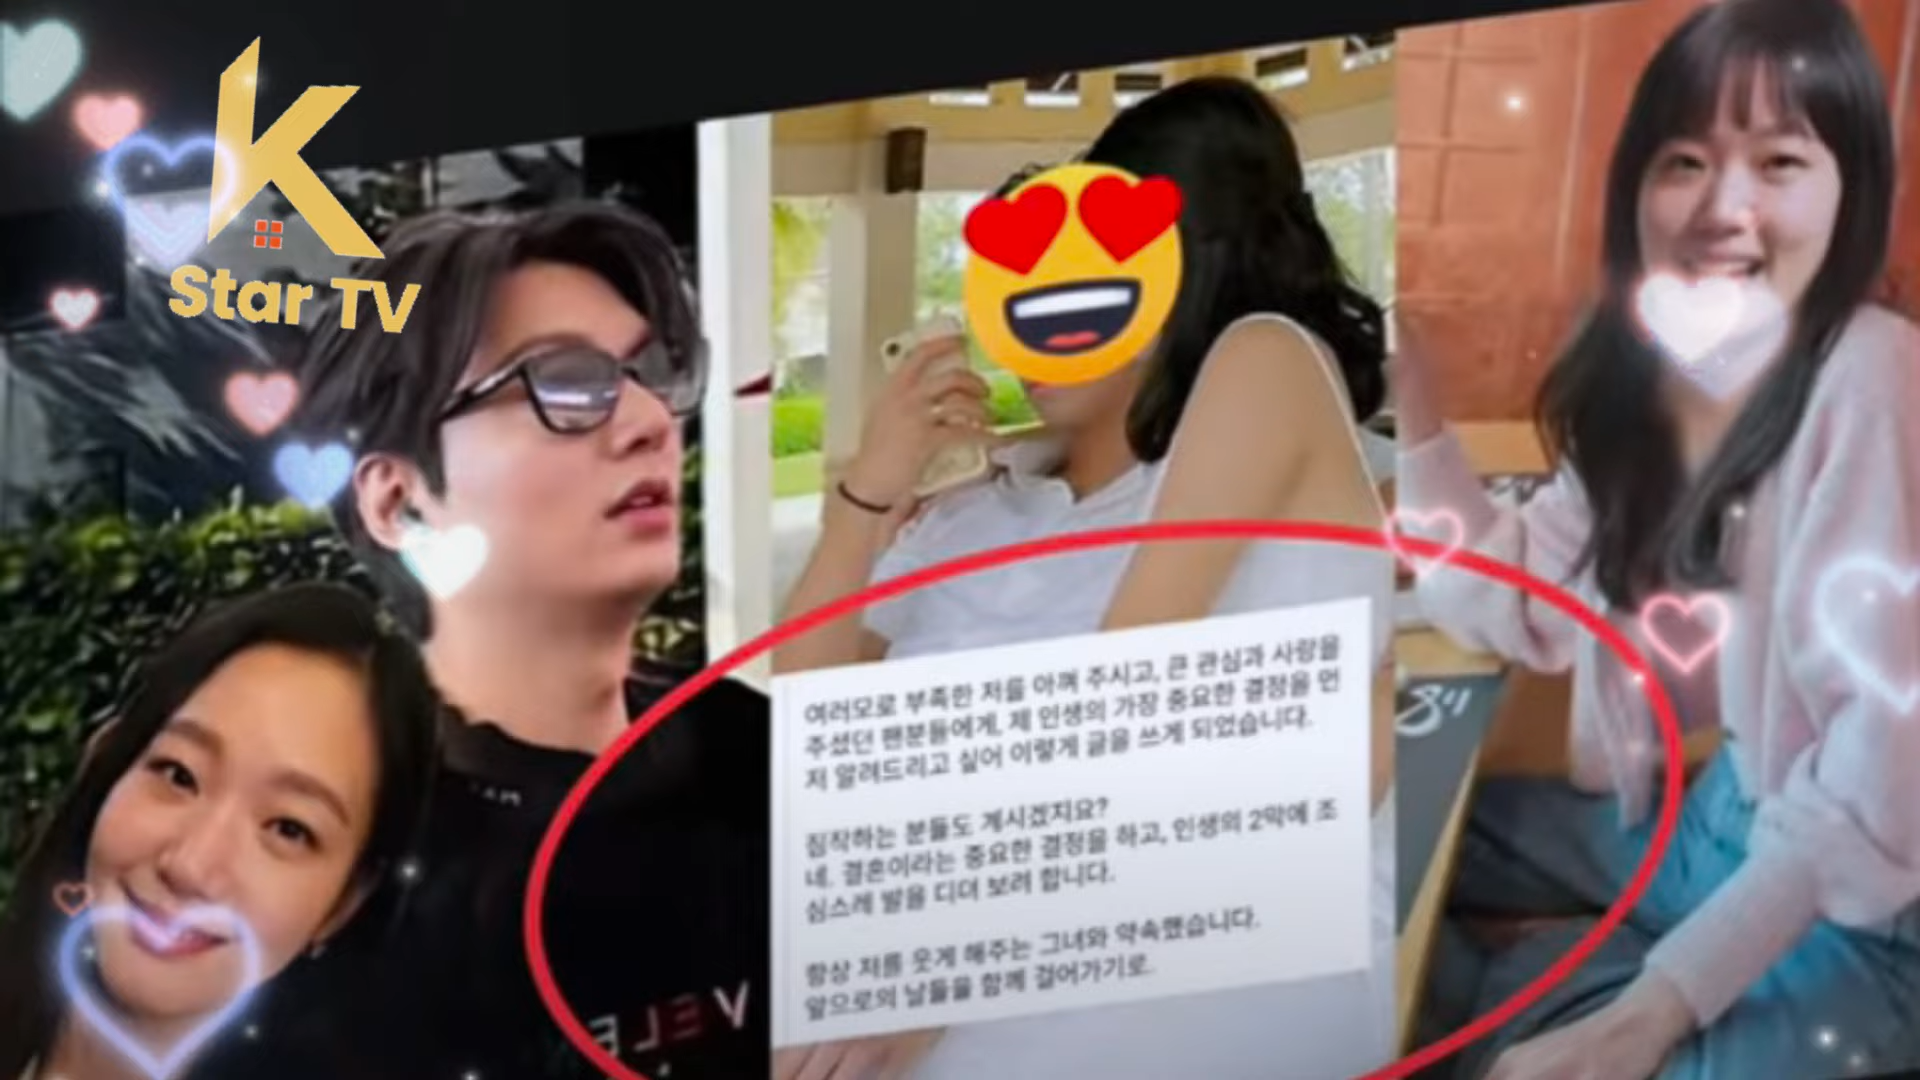 K
Star TV
여러모로 부족한 저를 아껴 주시고, 큰 관심과 사랑을
주셨던 팬분들에게, 제 인생의 가장 중요한 결정을 먼
저 알려드리고 싶어 이렇게 글을 쓰게 되었습니다.
짐작하는 분들도 계시겠지요?
네. 결혼이라는 중요한 결정을 하고, 인생의 2막에 조
심스레 발을 디뎌 보려 합니다.
항상 저를 웃게 해주는 그녀와 약속했습니다.
앞으로의 날들을 함께 걸어가기로.